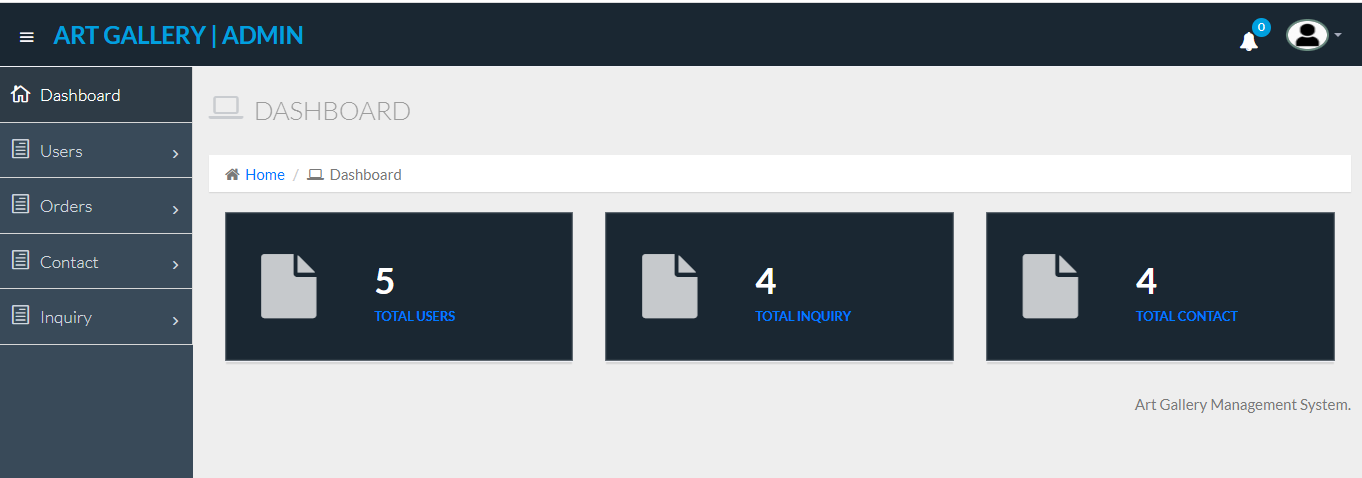 ART GALLERY | ADMIN
0
Dashboard
Users
Orders
Contact
Inquiry
DASHBOARD
Home / Dashboard
5
TOTAL USERS
4
TOTAL INQUIRY
4
TOTAL CONTACT
Art Gallery Management System.